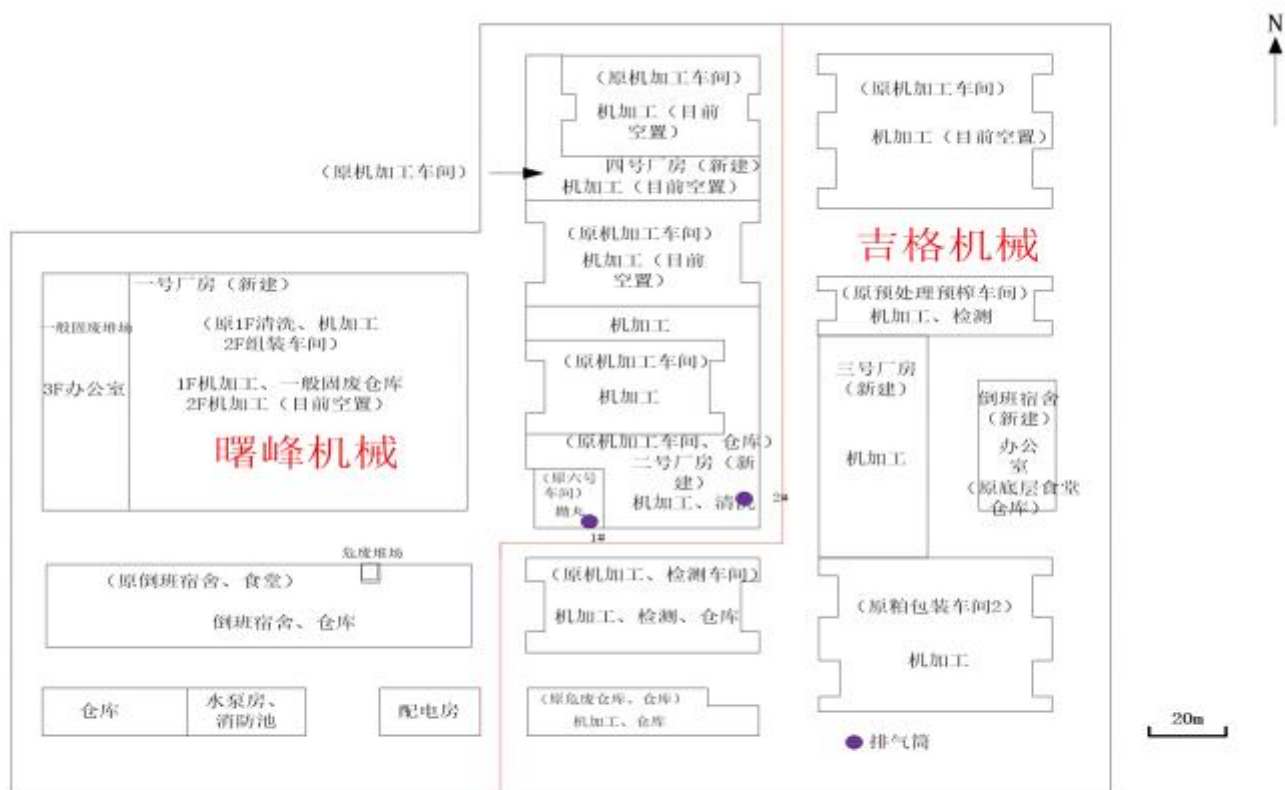 N
（原机加工车间）
机加工（目前
空置）
（原机加工车间）
四号厂房（新建）
机加工（目前空置）
（原机加工车间）
机加工（目前空置）
（原机加工车间）
机加工（目前
空置）
吉格机械
一号厂房（新建）
一般固废堆场
（原1F清洗、机加工
2F组装车间）
3F办公室
1F机加工、一般固废仓库
2F机加工（目前空置）
曙峰机械
机加工
（原机加工车间）
机加工
（原机加工车间、仓库）
二号厂房（新
建）
机加工、清洗
2#
（原六号
车间）
抛丸
1#
（原预处理预榨车间）
机加工、检测
三号厂房
（新建）
机加工
倒班宿舍
（新建）
办公
室
（原底层食堂
仓库）
危废堆场
（原倒班宿舍、食堂）
倒班宿舍、仓库
（原机加工、检测车间）
机加工、检测、仓库
（原粕包装车间2）
机加工
仓库
水泵房、
消防池
配电房
（原危废仓库、仓库）
机加工、仓库
排气筒
20m